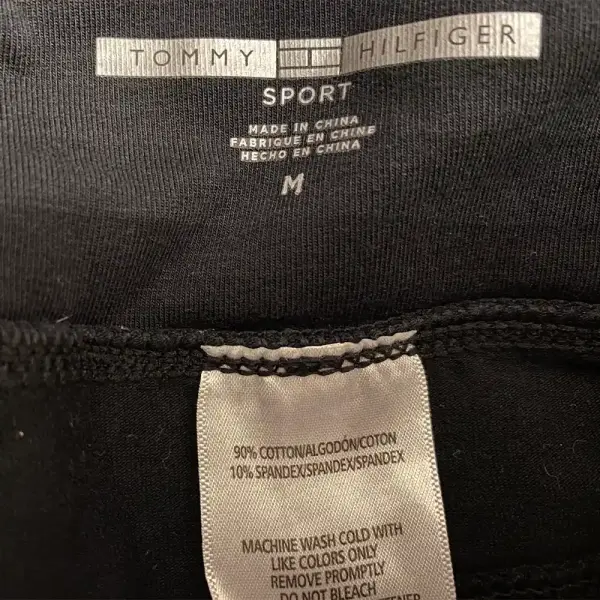 TOMMY HILFIGER
SPORT
MADE IN CHINA
FABRIQUÉ EN CHINE
HECHO EN CHINA
M
90% COTTON/ALGODÓN/COTON
10% SPANDEX/SPANDEX/SPANDEX
MACHINE WASH COLD WITH
LIKE COLORS ONLY
REMOVE PROMPTLY
DO NOT BLEACH